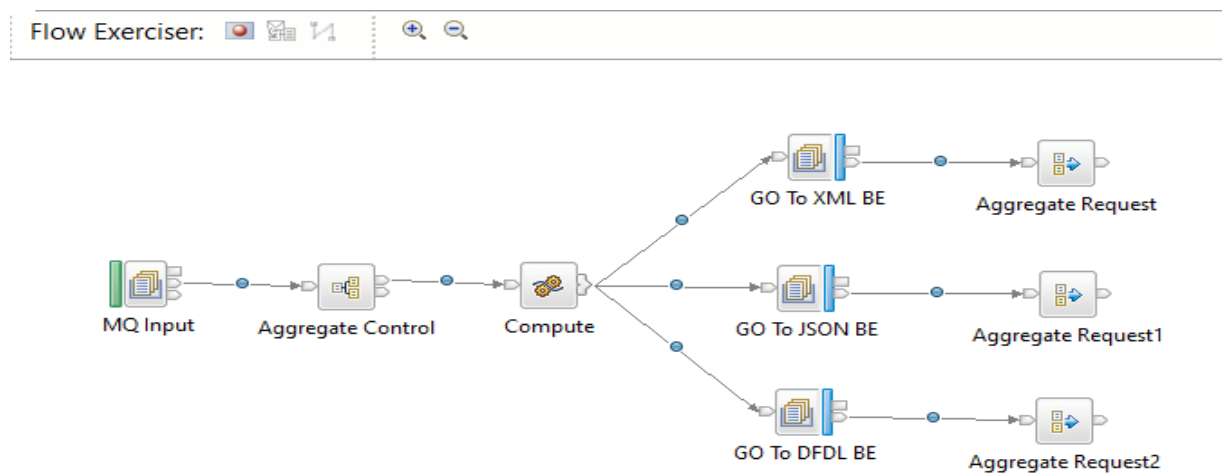 Flow Exerciser:
GO To XML BE
Aggregate Request
MQ Input
Aggregate Control
Compute
GO To JSON BE
Aggregate Request1
GO To DFDL BE
Aggregate Request2